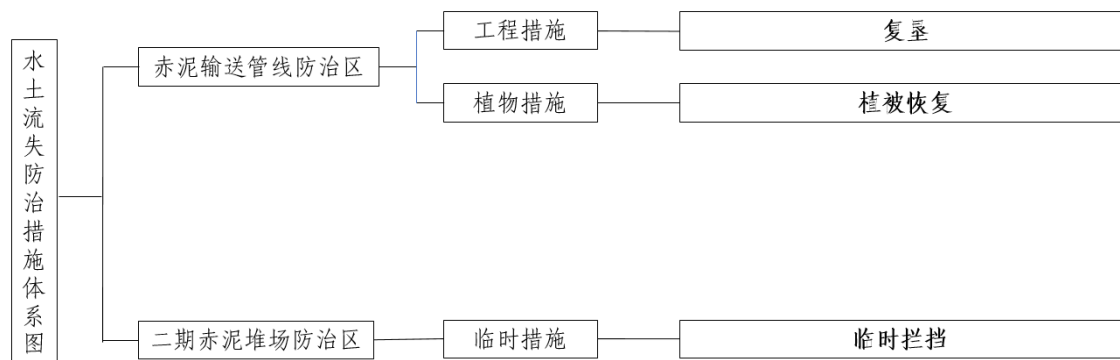 水土流失防治措施体系图
赤泥输送管线防治区
工程措施
复垦
植物措施
植被恢复
二期赤泥堆场防治区
临时措施
临时拦挡